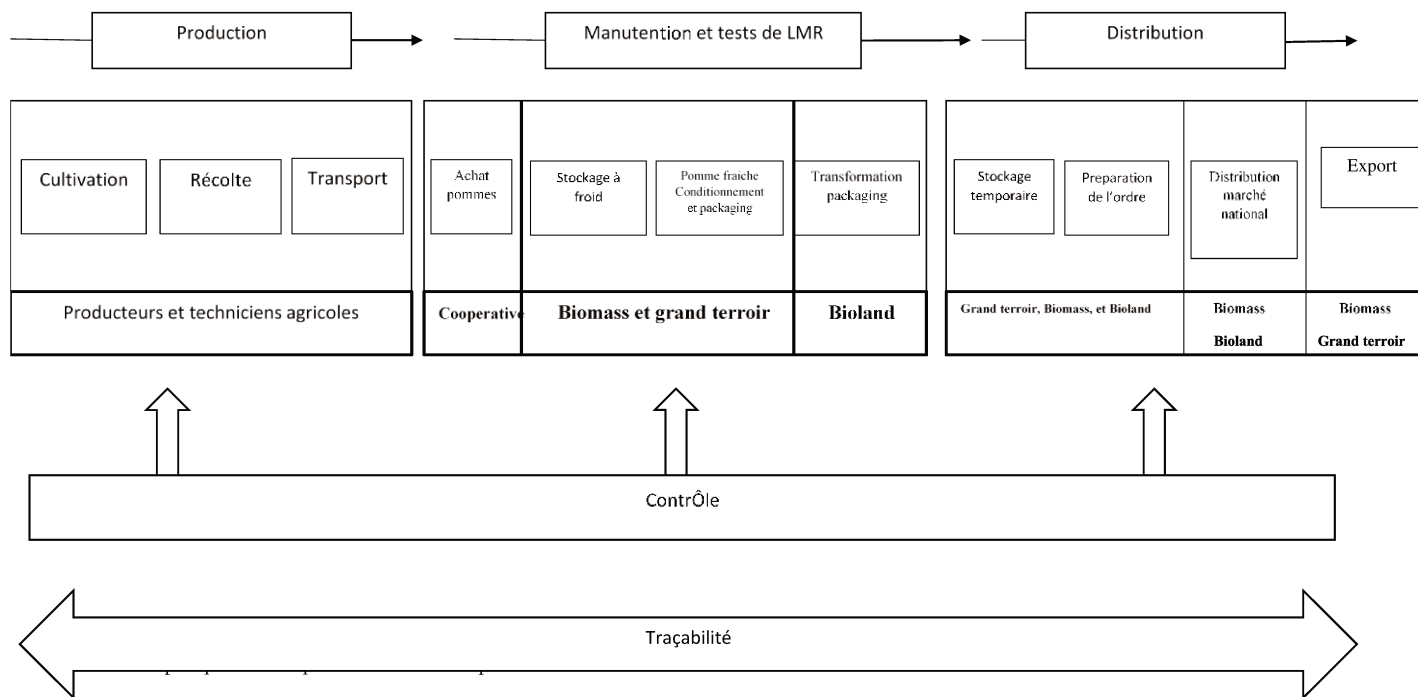 Production
Manutention et tests de LMR
Distribution
Cultivation
Récolte
Transport
Achat
pommes
Stockage à
froid
Pomme fraiche
Conditionnement
et packaging
Transformation
packaging
Stockage
temporaire
Preparation
de l'ordre
Distribution
marché
national
Export
Producteurs et techniciens agricoles
Cooperative
Biomass et grand terroir
Bioland
Grand terroir, Biomass, et Bioland
Biomass
Bioland
Biomass
Grand terroir
ContrÔle
Traçabilité